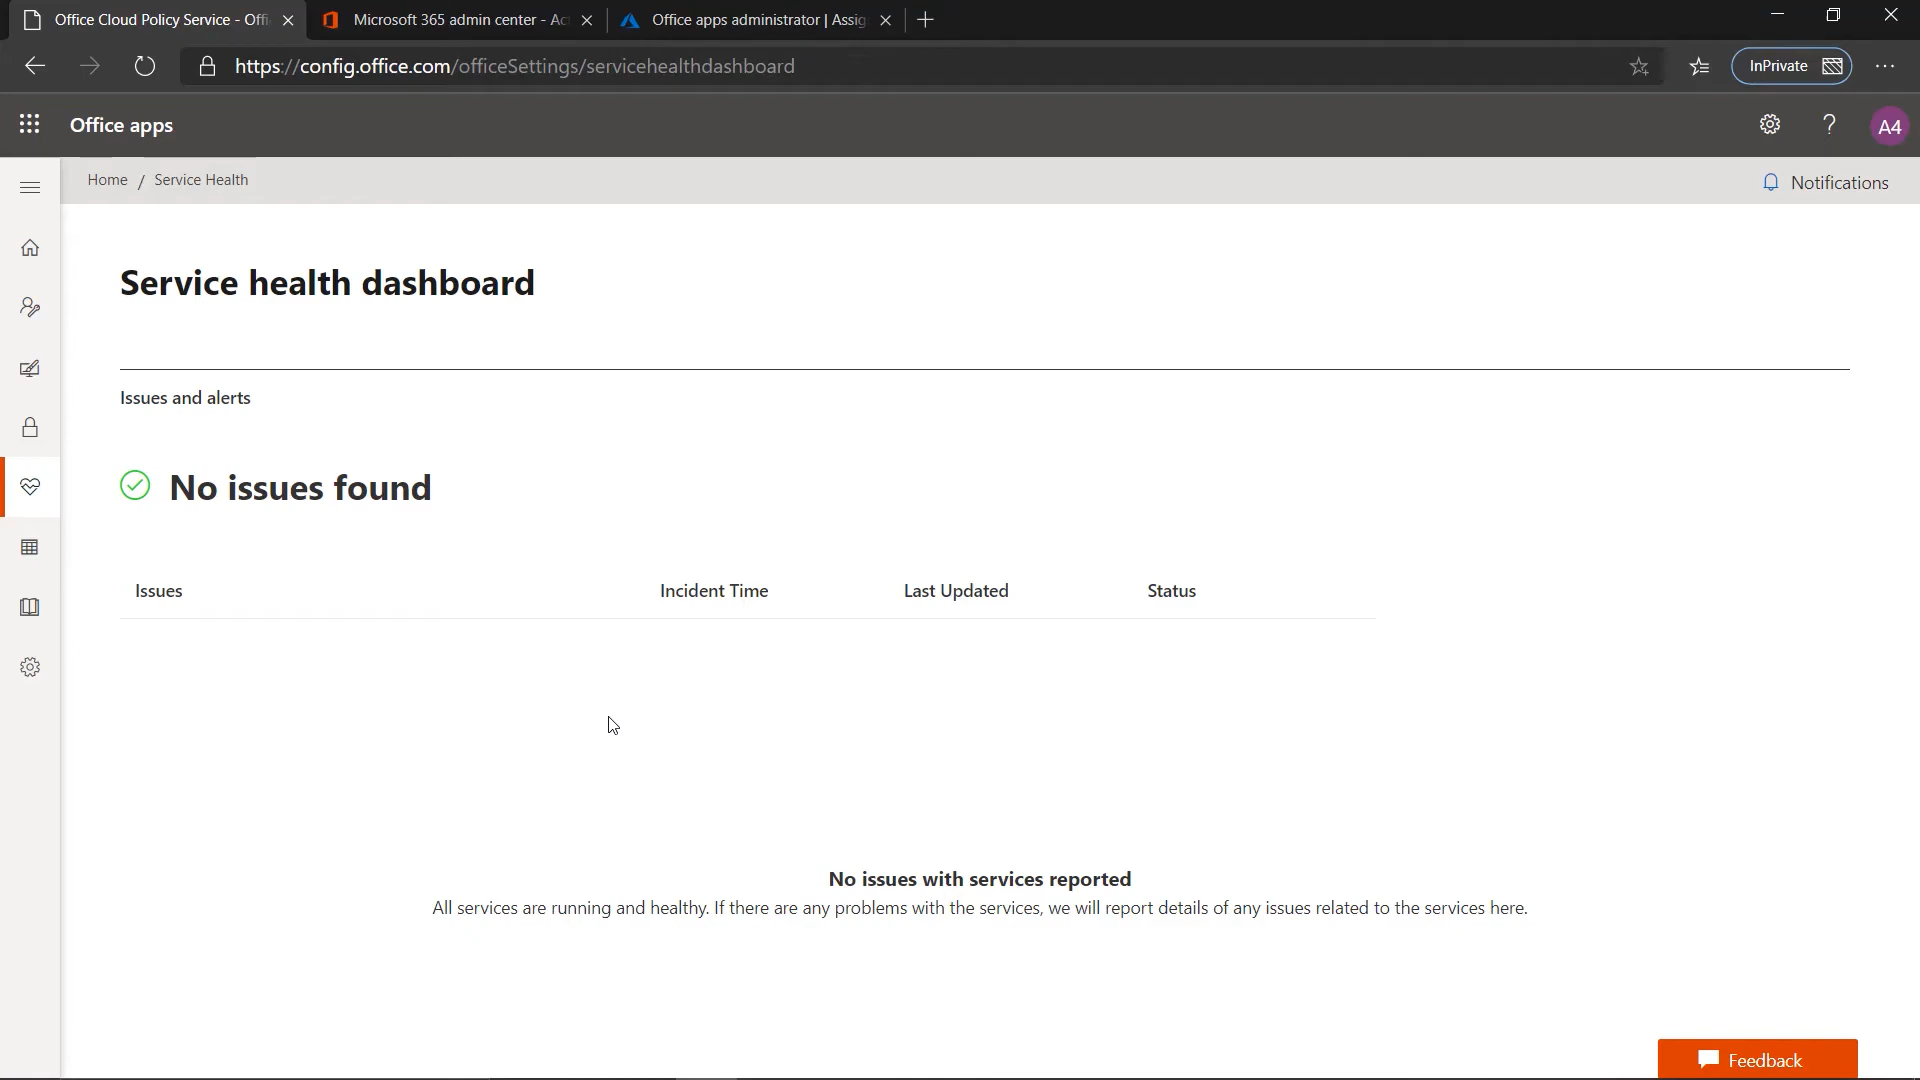 Office Cloud Policy Service - Offi
Microsoft 365 admin center - Ac
Office apps administrator | Assig
https://config.office.com/officeSettings/servicehealthdashboard
InPrivate
Office apps
?
A4
Home / Service Health
Notifications
Service health dashboard
Issues and alerts
No issues found
Issues Incident Time Last Updated Status
No issues with services reported
All services are running and healthy. If there are any problems with the services, we will report details of any issues related to the services here.
Feedback